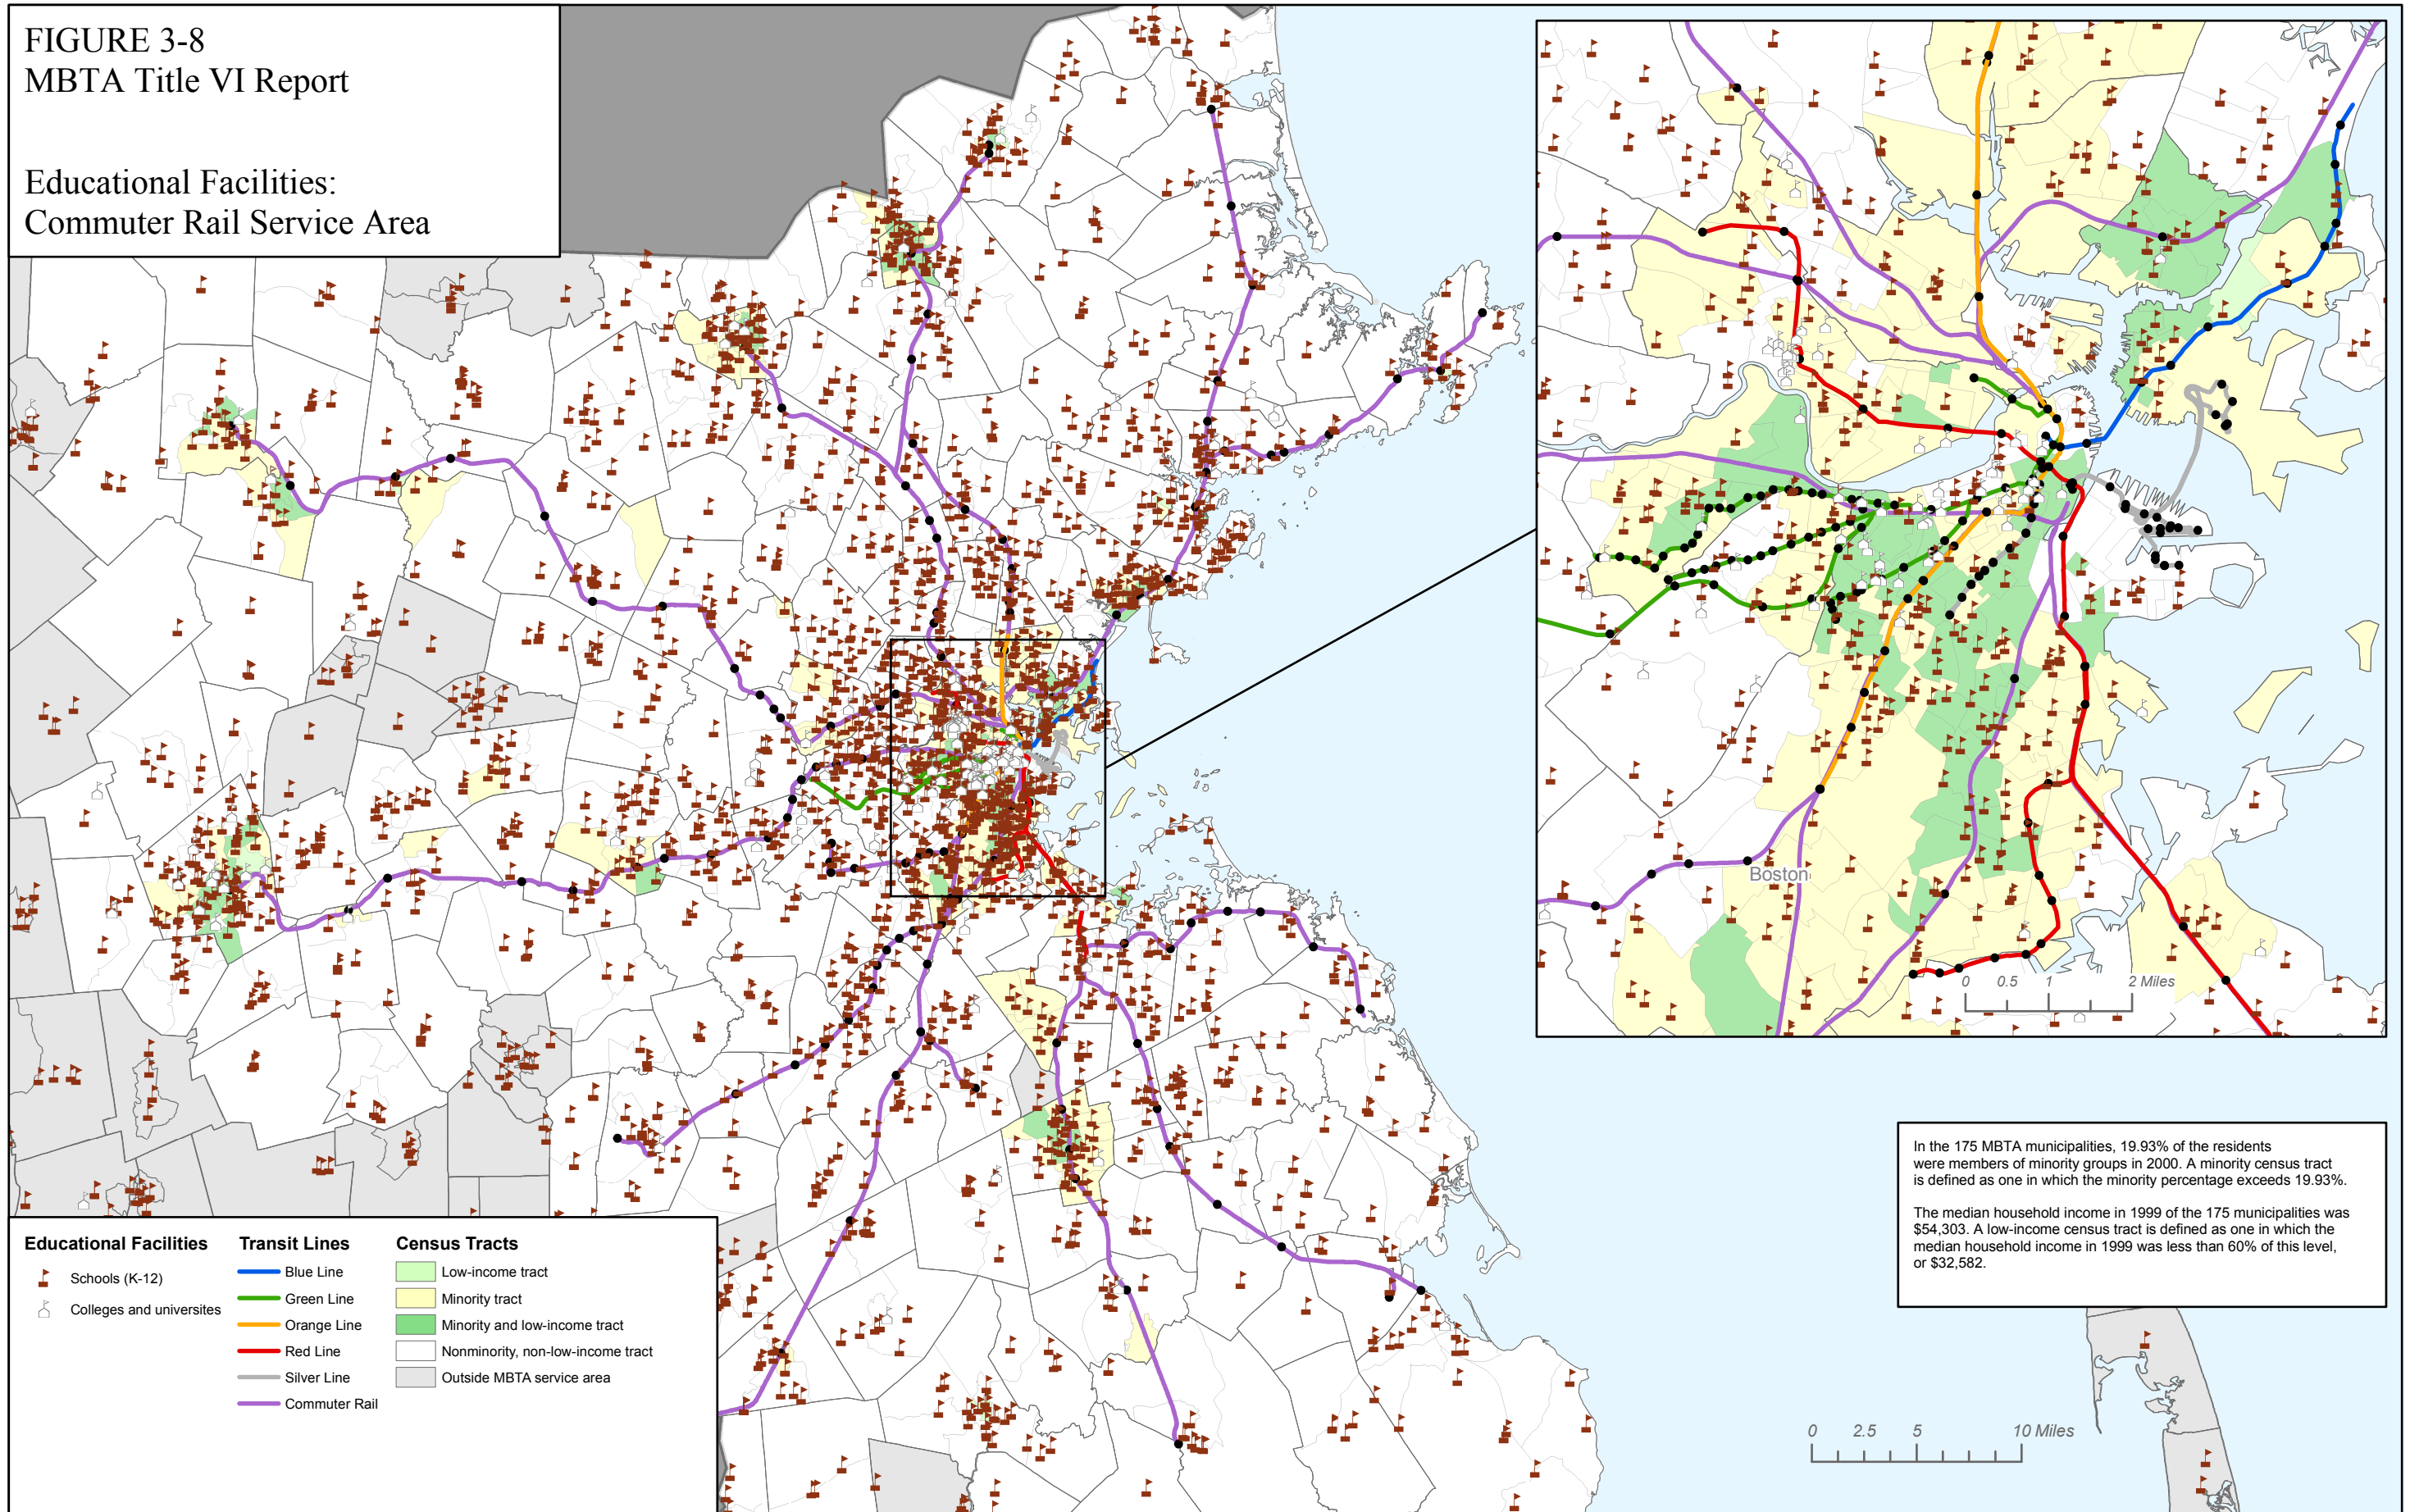 FIGURE 3-8
MBTA Title VI Report
Educational Facilities:
Commuter Rail Service Area
Boston
0 0.5 1 2 Miles
In the 175 MBTA municipalities, 19.93% of the residents
were members of minority groups in 2000. A minority census tract
is defined as one in which the minority percentage exceeds 19.93%.
The median household income in 1999 of the 175 municipalities was
$54,303. A low-income census tract is defined as one in which the
median household income in 1999 was less than 60% of this level,
or $32,582.
Educational Facilities
Schools (K-12)
Colleges and universites
Transit Lines
Blue Line
Green Line
Orange Line
Red Line
Silver Line
Commuter Rail
Census Tracts
Low-income tract
Minority tract
Minority and low-income tract
Nonminority, non-low-income tract
Outside MBTA service area
0 2.5 5 10 Miles